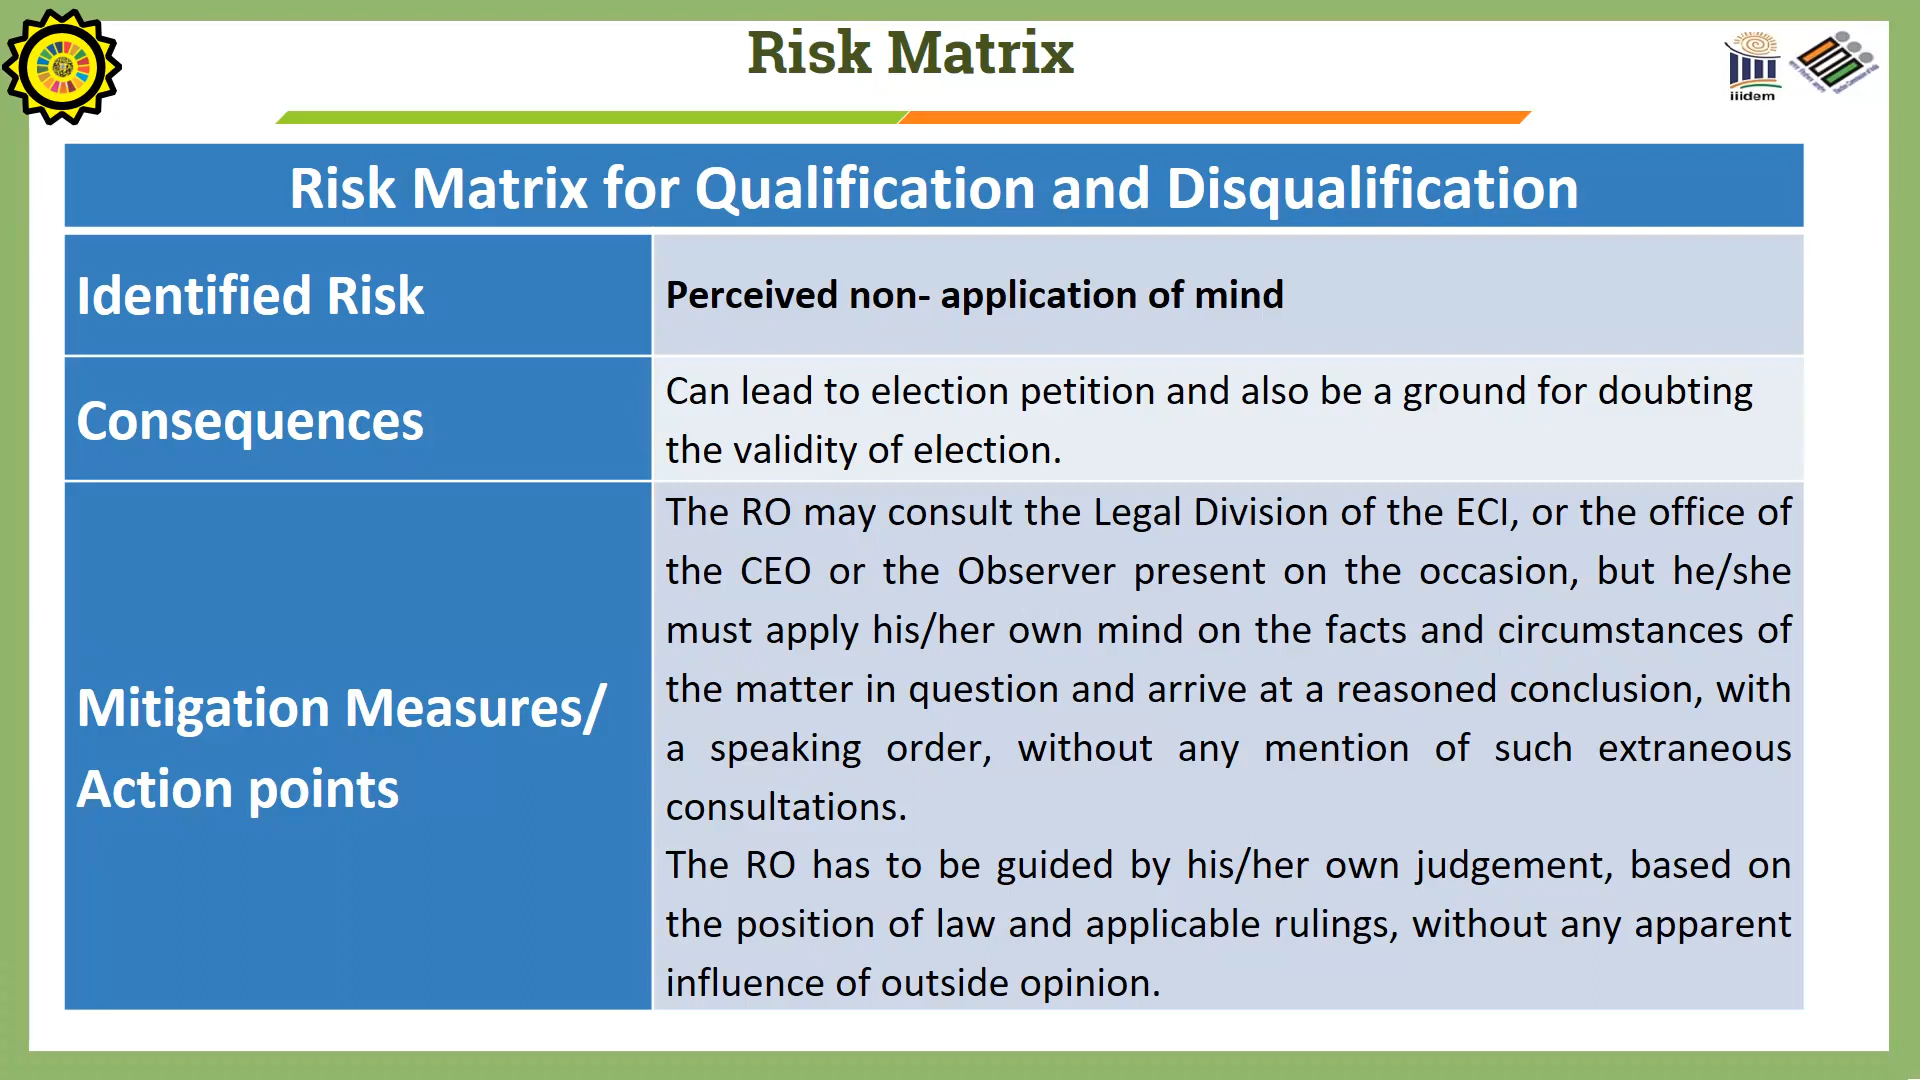 Risk Matrix
iiidem
Risk Matrix for Qualification and Disqualification
Identified Risk
Perceived non- application of mind
Consequences
Can lead to election petition and also be a ground for doubting
the validity of election.
Mitigation Measures/
Action points
The RO may consult the Legal Division of the ECI, or the office of
the CEO or the Observer present on the occasion, but he/she
must apply his/her own mind on the facts and circumstances of
the matter in question and arrive at a reasoned conclusion, with
a speaking order, without any mention of such extraneous
consultations.
The RO has to be guided by his/her own judgement, based on
the position of law and applicable rulings, without any apparent
influence of outside opinion.